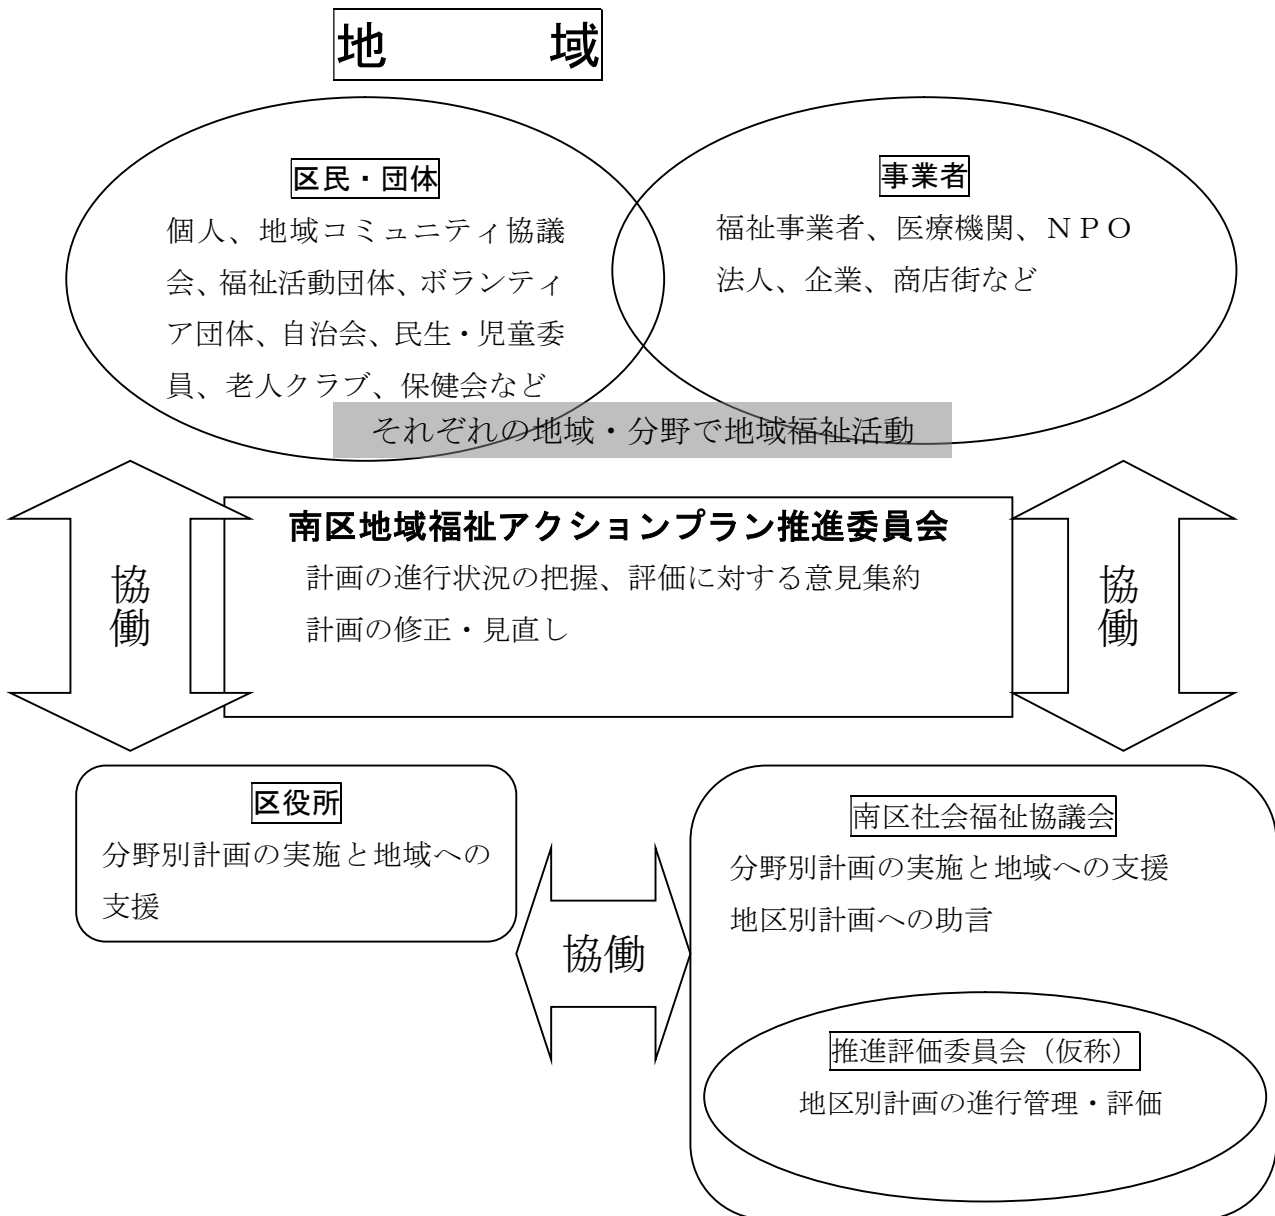 地　　　域
区民・団体
個人、地域コミュニティ協議
会、福祉活動団体、ボランティ
ア団体、自治会、民生・児童委
員、老人クラブ、保健会など
事業者
福祉事業者、医療機関、ＮＰＯ
法人、企業、商店街など
それぞれの地域・分野で地域福祉活動
協働
南区地域福祉アクションプラン推進委員会
計画の進行状況の把握、評価に対する意見集約
計画の修正・見直し
協働
区役所
分野別計画の実施と地域への
支援
協働
南区社会福祉協議会
分野別計画の実施と地域への支援
地区別計画への助言
推進評価委員会（仮称）
地区別計画の進行管理・評価